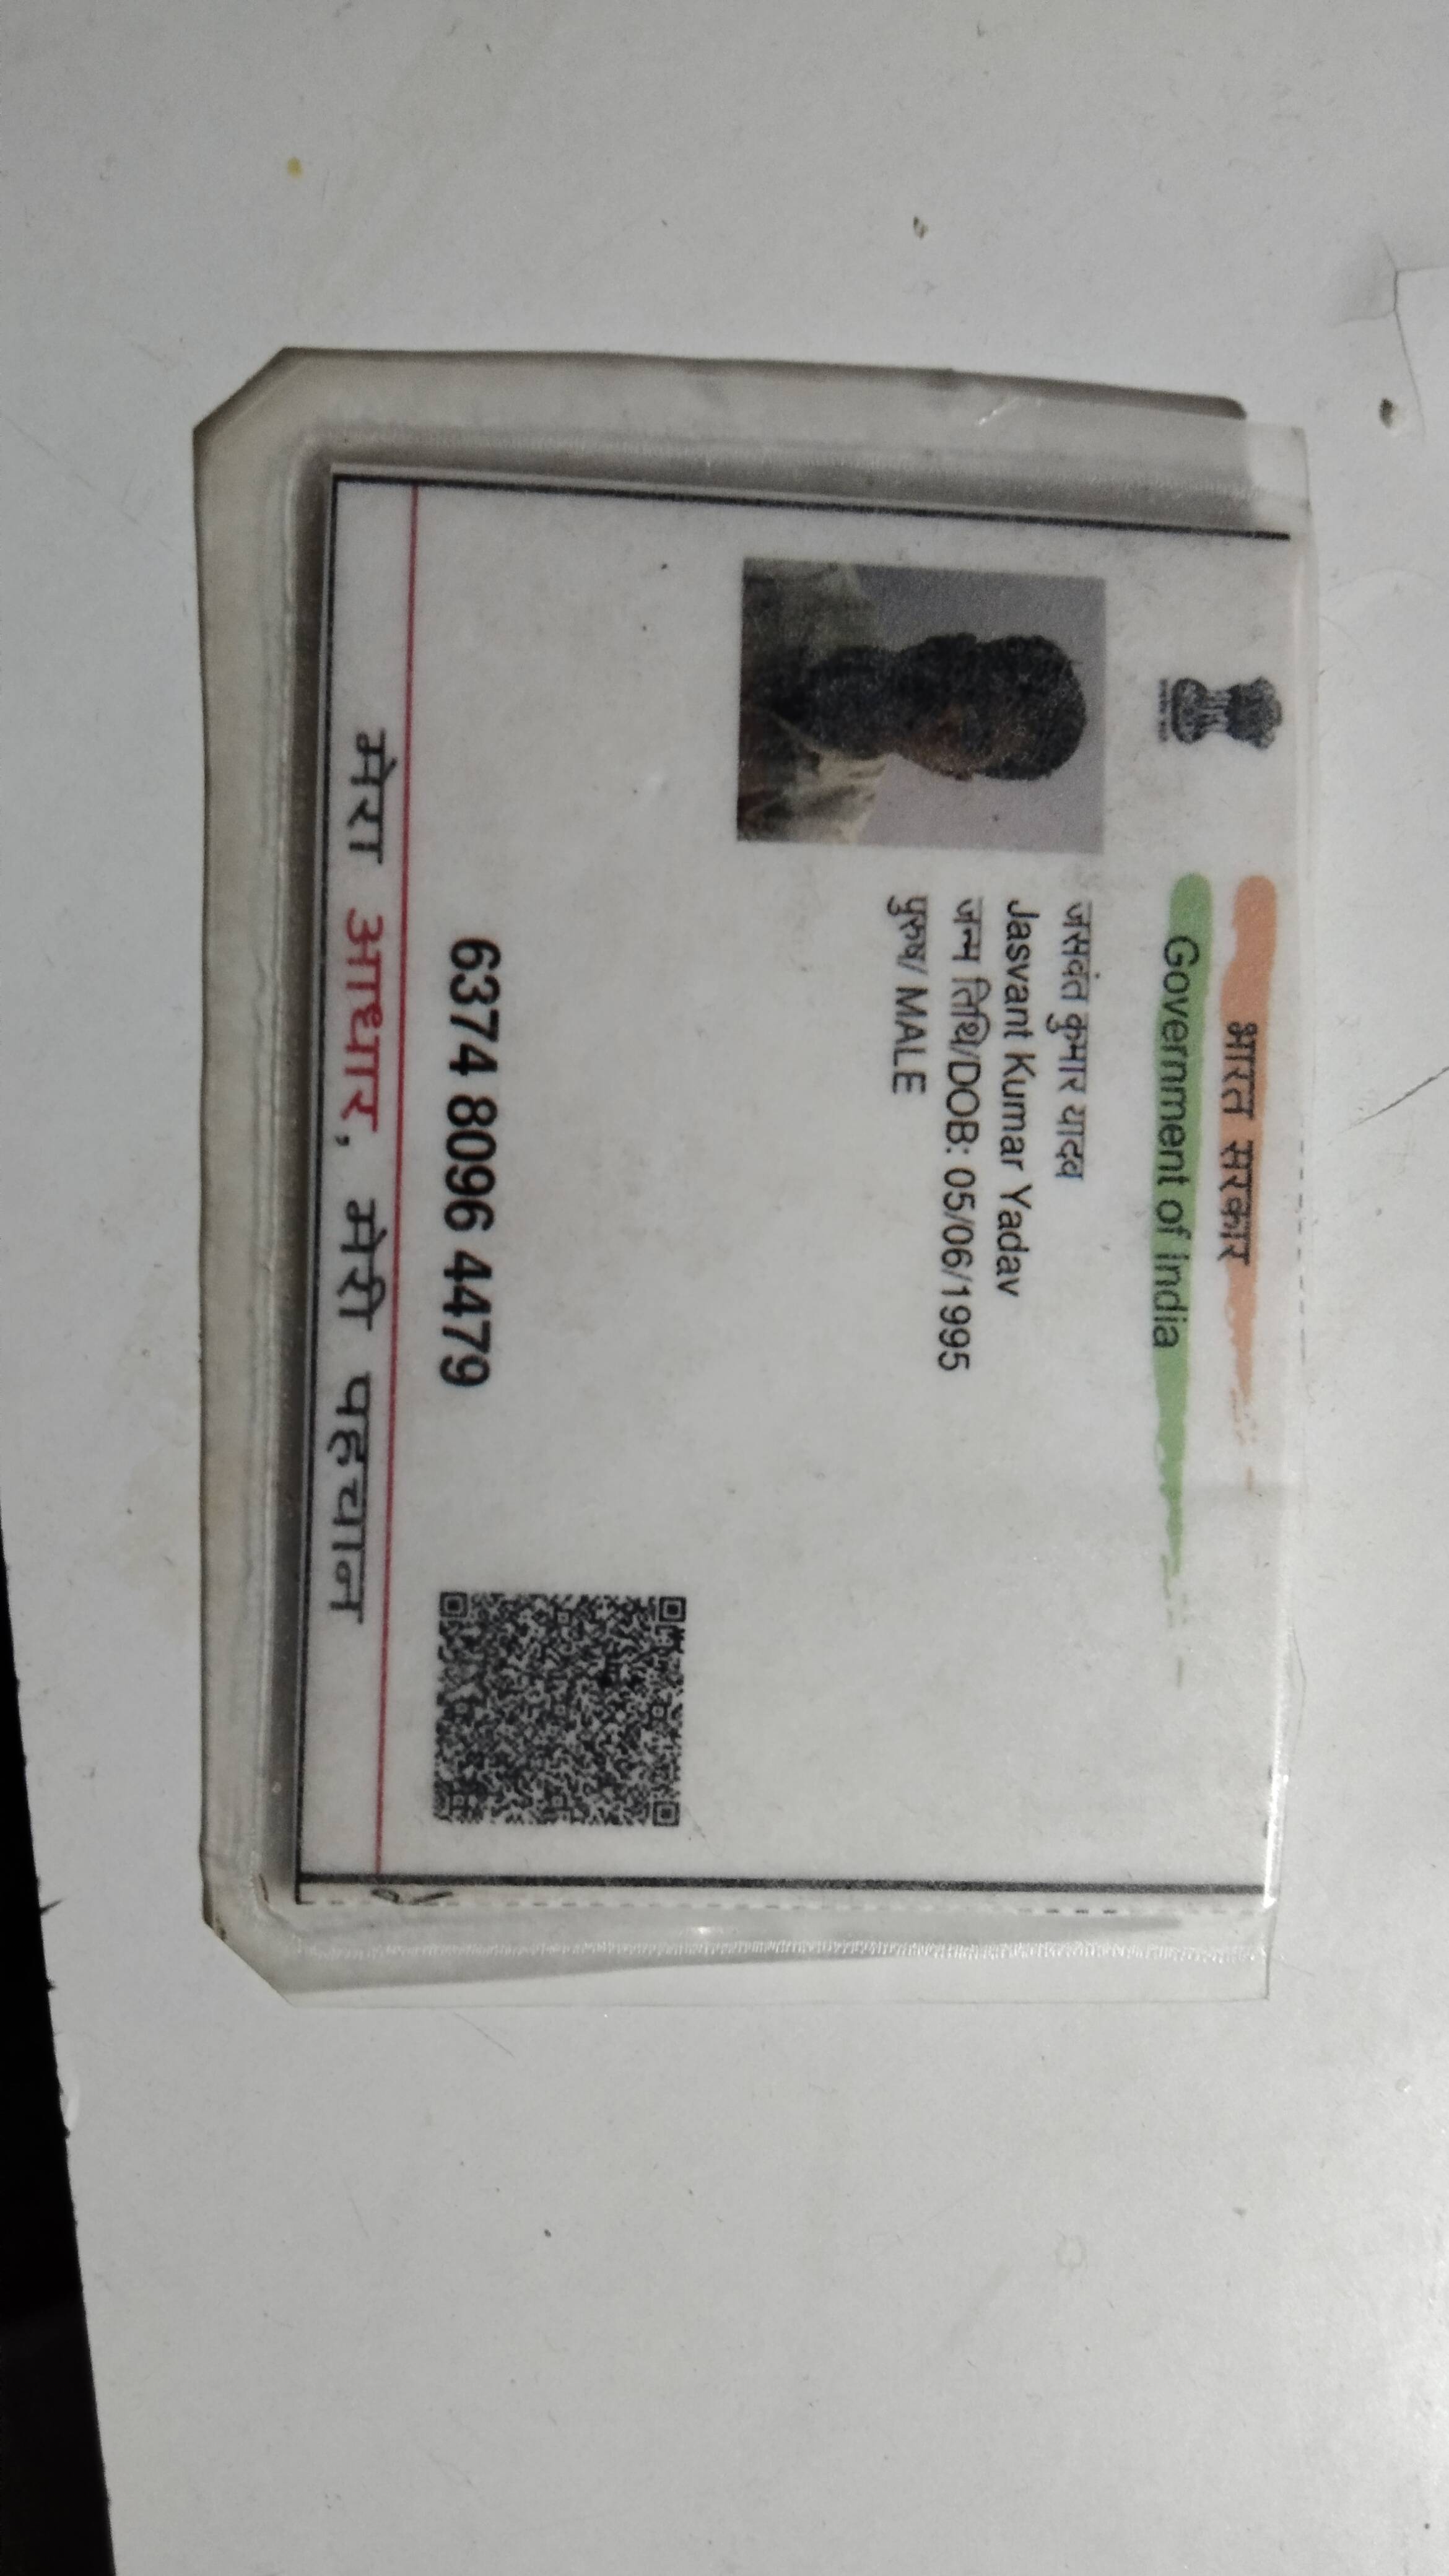 भारत सरकार
Government of India
जसवंत कुमार यादव
Jasvant Kumar Yadav
जन्म तिथि/DOB: 05/06/1995
पुरुष/ MALE
6374 8096 4479
मेरा आधार, मेरी पहचान